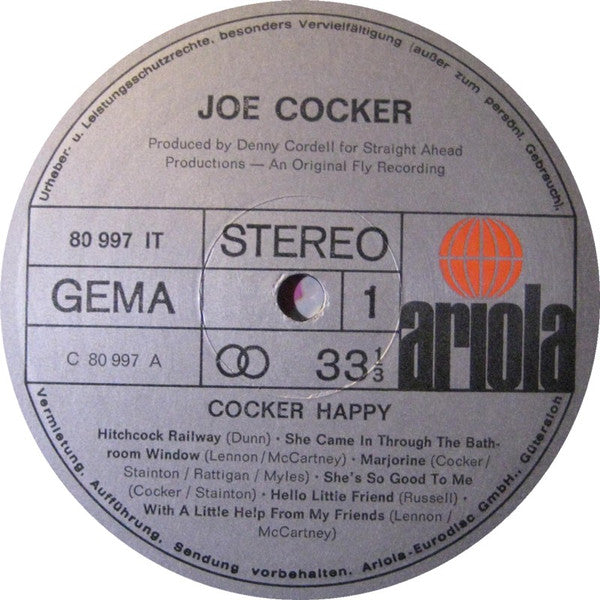 Urheber- u. Leistungsschutzrechte, besonders Vervielfältigung (außer zum persönl. Gebrauch),
JOE COCKER
Produced by Denny Cordell for Straight Ahead
Productions — An Original Fly Recording
80 997 IT
STEREO
GEMA
1
ariola
C 80 997 A
33 1/3
COCKER HAPPY
Hitchcock Railway (Dunn) · She Came In Through The Bath-
room Window (Lennon/McCartney) · Marjorine (Cocker/
Stainton / Rattigan / Myles) · She's So Good To Me
(Cocker / Stainton) · Hello Little Friend (Russell) ·
With A Little Help From My Friends (Lennon /
McCartney)
Vermietung, Aufführung, Sendung vorbehalten. Ariola-Eurodisc GmbH., Gütersloh